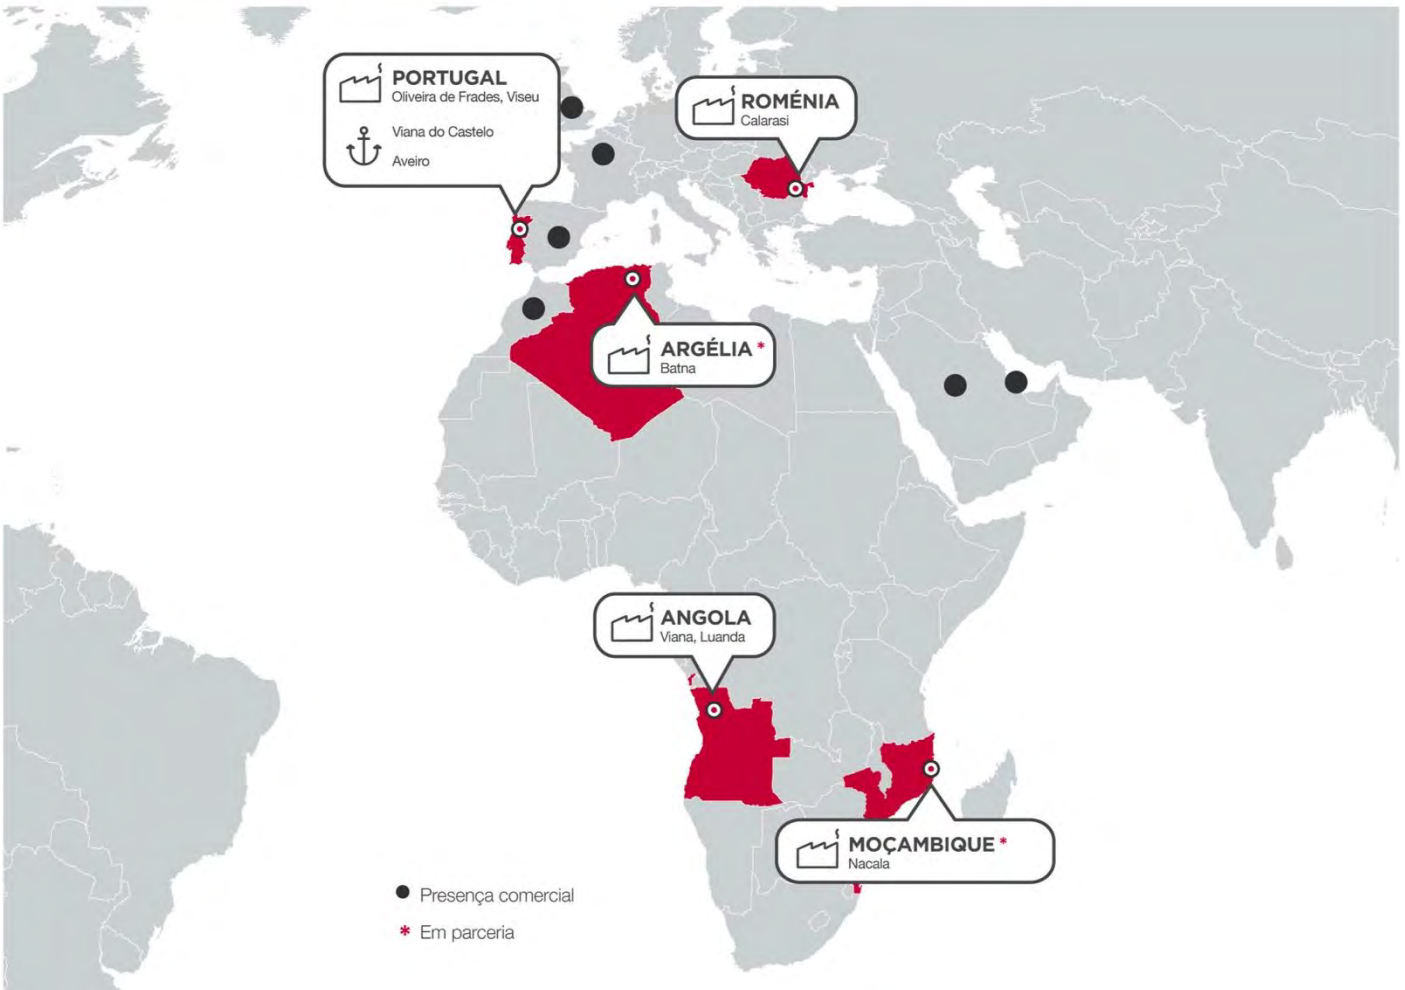 PORTUGAL
Oliveira de Frades, Viseu
Viana do Castelo
Aveiro
ROMÉNIA
Calarasi
ARGÉLIA *
Batna
ANGOLA
Viana, Luanda
MOÇAMBIQUE *
Nacala
Presença comercial
* Em parceria